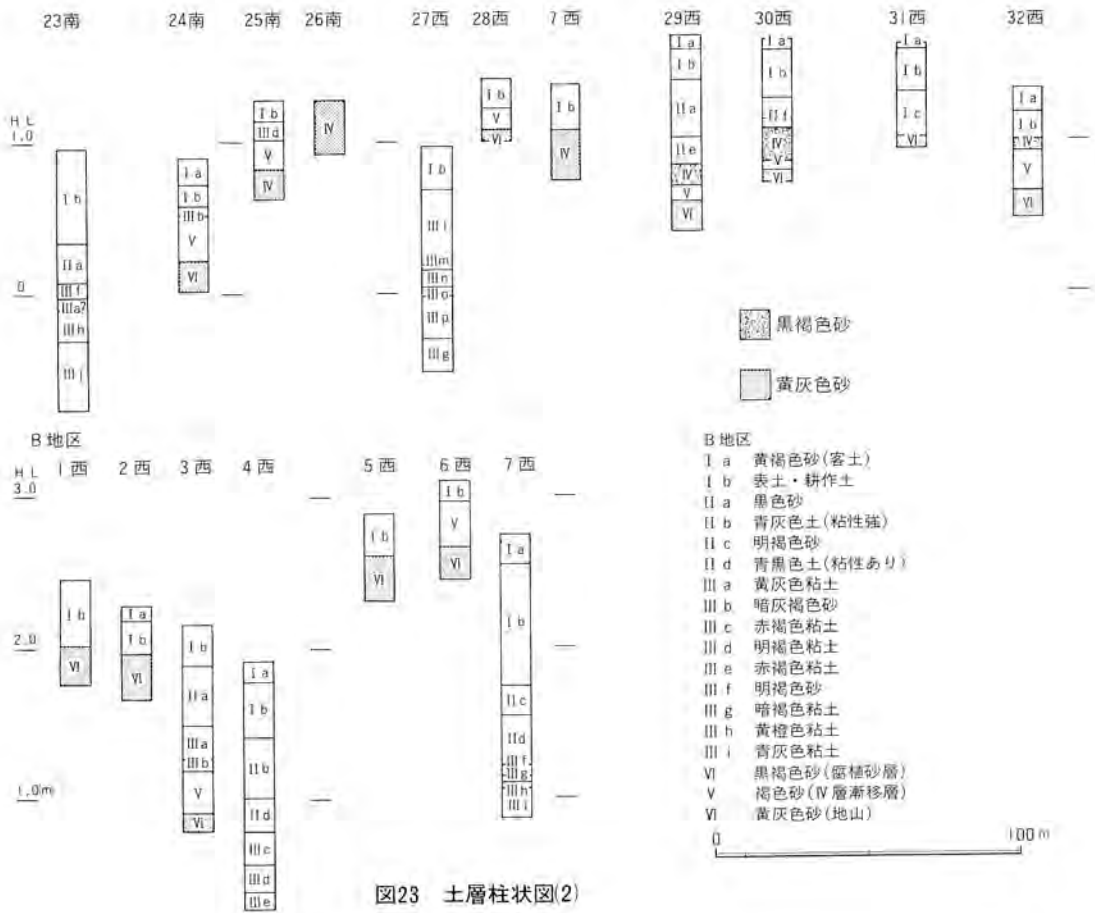 23南 24南 25南 26南 27西 28西 7西 29西 30西 31西 32西
HL
1.0
0
Ib
IIa
IIIf
IIIa?
IIIh
IIIj
Ia
Ib
IIIb
V
VI
Ib
IIId
V
IV
IV
Ib
IIIl
IIIm
IIIn
IIIo
IIIp
IIIg
Ib
V
VI
Ib
IV
Ia
Ib
IIa
IIe
IV
V
VI
Ia
Ib
IIf
IV
V
VI
Ia
Ib
Ic
VI
Ia
Ib
IV
V
VI
黒褐色砂
黄灰色砂
B地区
1西 2西 3西 4西 5西 6西 7西
HL
3.0
2.0
1.0m
Ib
VI
Ia
Ib
VI
Ib
IIa
IIIa
IIIb
V
VI
Ia
Ib
IIb
IId
IIIc
IIId
IIIe
Ib
VI
Ib
V
VI
Ia
Ib
IIc
IId
IIIf
IIIg
IIIh
IIIi
B地区
Ia 黄褐色砂(客土)
Ib 表土・耕作土
IIa 黒色砂
IIb 青灰色土(粘性強)
IIc 明褐色砂
IId 青黒色土(粘性あり)
IIIa 黄灰色粘土
IIIb 暗灰褐色砂
IIIc 赤褐色粘土
IIId 明褐色粘土
IIIe 赤褐色粘土
IIIf 明褐色砂
IIIg 暗褐色粘土
IIIh 黄橙色粘土
IIIi 青灰色粘土
VI 黒褐色砂(腐植砂層)
V 褐色砂(IV層漸移層)
VI 黄灰色砂(地山)
0 100m
図23 土層柱状図(2)